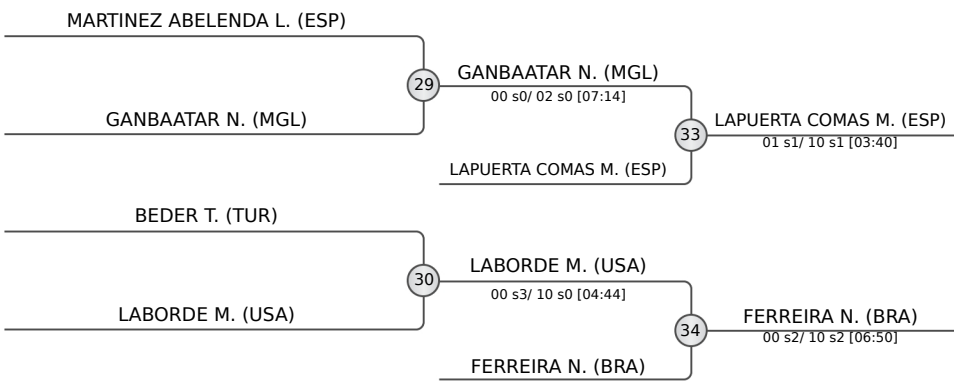 MARTINEZ ABELENDA L. (ESP)
29
GANBAATAR N. (MGL)
00 s0/ 02 s0 [07:14]
GANBAATAR N. (MGL)
33
LAPUERTA COMAS M. (ESP)
01 s1/ 10 s1 [03:40]
LAPUERTA COMAS M. (ESP)
BEDER T. (TUR)
30
LABORDE M. (USA)
00 s3/ 10 s0 [04:44]
LABORDE M. (USA)
34
FERREIRA N. (BRA)
00 s2/ 10 s2 [06:50]
FERREIRA N. (BRA)